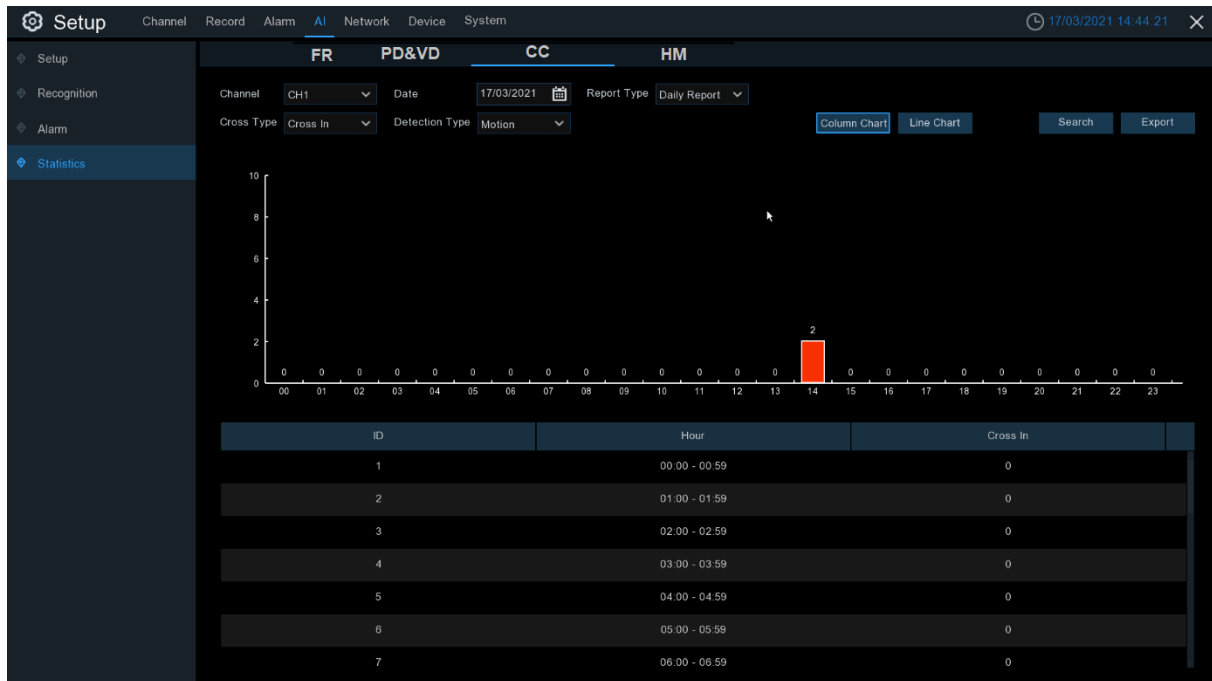 Setup Channel Record Alarm AI Network Device System 17/03/2021 14:44:21
Setup
Recognition
Alarm
Statistics
FR PD&VD CC HM
Channel CH1 Date 17/03/2021 Report Type Daily Report
Cross Type Cross In Detection Type Motion Column Chart Line Chart Search Export
10
8
6
4
2
0
2
0 0 0 0 0 0 0 0 0 0 0 0 0 0 0 0 0 0 0 0 0 0 0
00 01 02 03 04 05 06 07 08 09 10 11 12 13 14 15 16 17 18 19 20 21 22 23
ID Hour Cross In
1 00:00 - 00:59 0
2 01:00 - 01:59 0
3 02:00 - 02:59 0
4 03:00 - 03:59 0
5 04:00 - 04:59 0
6 05:00 - 05:59 0
7 06:00 - 06:59 0